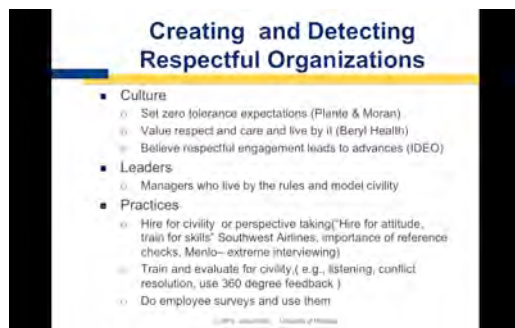 Creating and Detecting
Respectful Organizations
Culture
Set zero tolerance expectations (Plante & Moran)
Value respect and care and live by it (Beryl Health)
Believe respectful engagement leads to advances (IDEO)
Leaders
Managers who live by the rules and model civility
Practices
Hire for civility or perspective taking("Hire for attitude,
train for skills" Southwest Airlines, importance of reference
checks, Menlo– extreme interviewing)
Train and evaluate for civility,( e.g., listening, conflict
resolution, use 360 degree feedback )
Do employee surveys and use them